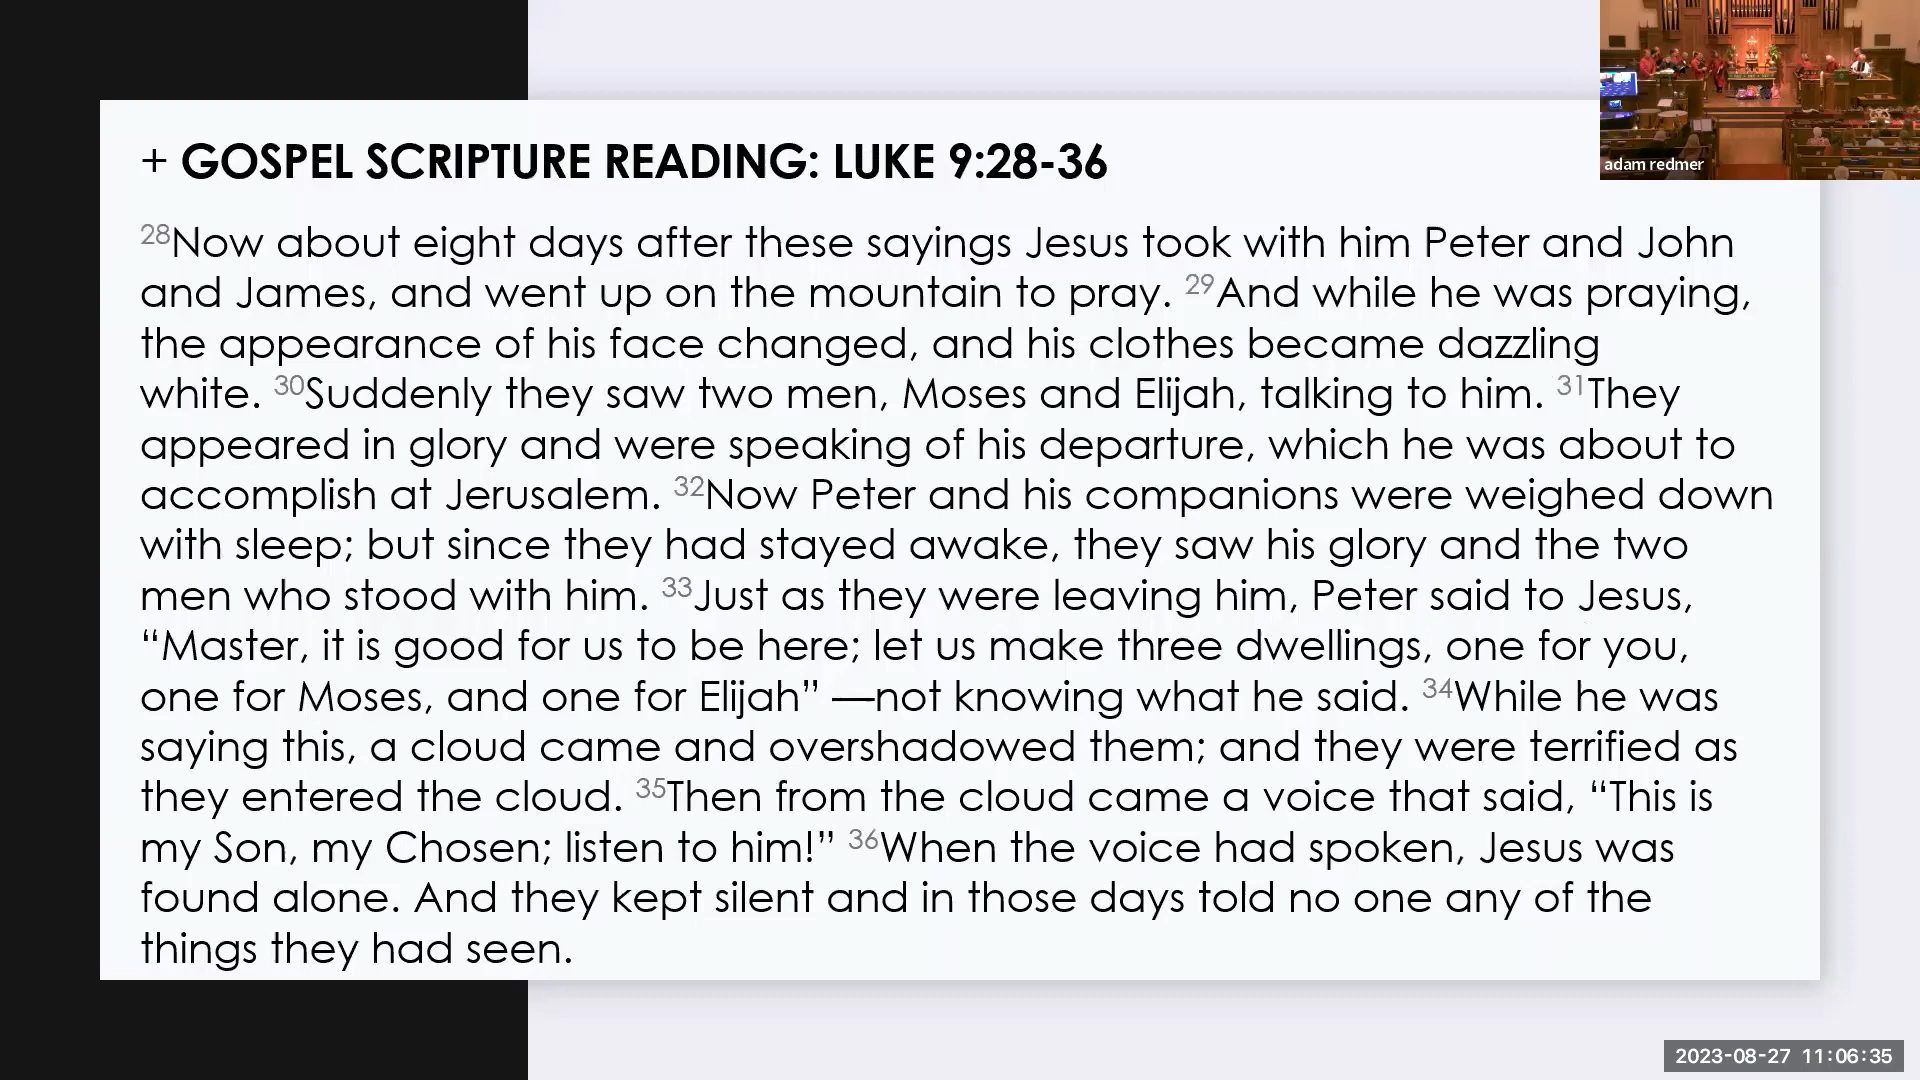 + GOSPEL SCRIPTURE READING: LUKE 9:28-36
28Now about eight days after these sayings Jesus took with him Peter and John
and James, and went up on the mountain to pray. 29And while he was praying,
the appearance of his face changed, and his clothes became dazzling
white. 30Suddenly they saw two men, Moses and Elijah, talking to him. 31They
appeared in glory and were speaking of his departure, which he was about to
accomplish at Jerusalem. 32Now Peter and his companions were weighed down
with sleep; but since they had stayed awake, they saw his glory and the two
men who stood with him. 33Just as they were leaving him, Peter said to Jesus,
“Master, it is good for us to be here; let us make three dwellings, one for you,
one for Moses, and one for Elijah” —not knowing what he said. 34While he was
saying this, a cloud came and overshadowed them; and they were terrified as
they entered the cloud. 35Then from the cloud came a voice that said, “This is
my Son, my Chosen; listen to him!” 36When the voice had spoken, Jesus was
found alone. And they kept silent and in those days told no one any of the
things they had seen.
adam redmer
2023-08-27 11:06:35